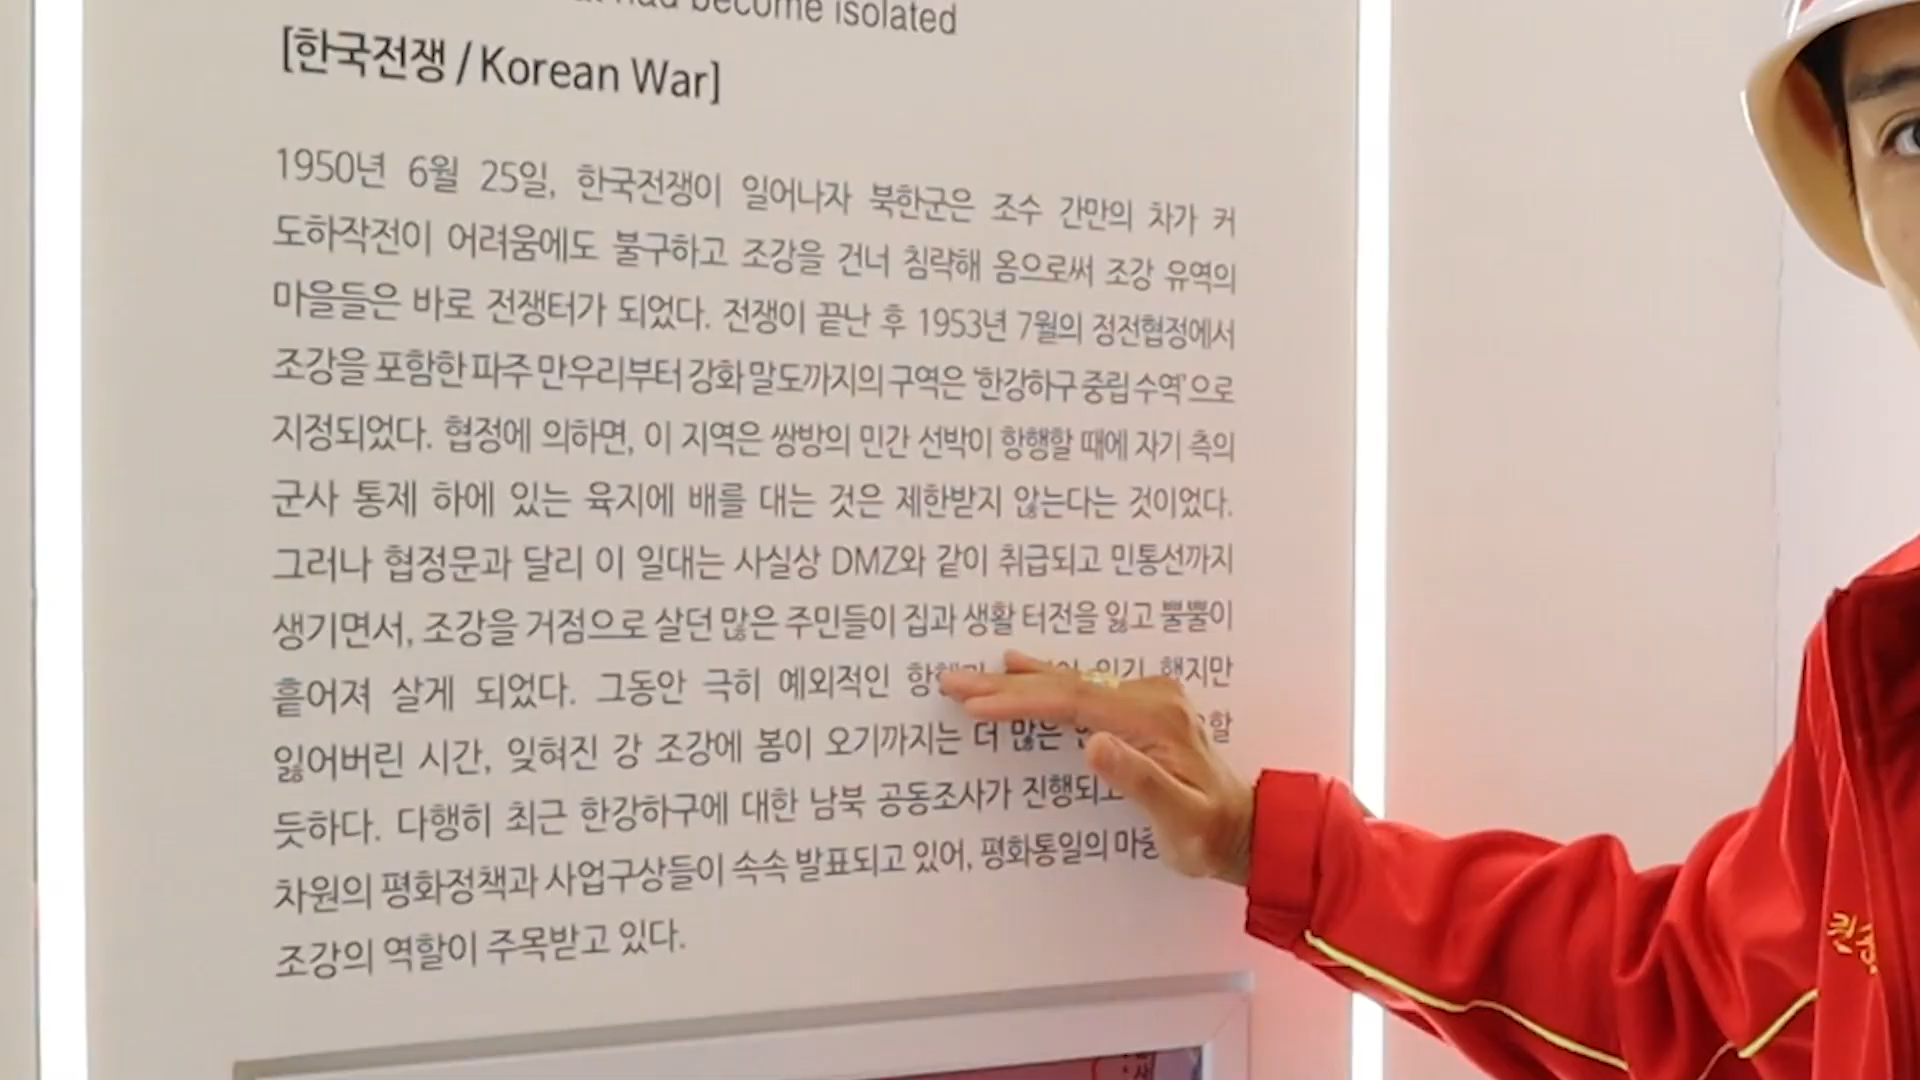 had become isolated
[한국전쟁 / Korean War]
1950년 6월 25일, 한국전쟁이 일어나자 북한군은 조수 간만의 차가 커
도하작전이 어려움에도 불구하고 조강을 건너 침략해 옴으로써 조강 유역의
마을들은 바로 전쟁터가 되었다. 전쟁이 끝난 후 1953년 7월의 정전협정에서
조강을 포함한 파주 만우리부터 강화 말도까지의 구역은 '한강하구 중립 수역'으로
지정되었다. 협정에 의하면, 이 지역은 쌍방의 민간 선박이 항행할 때에 자기 측의
군사 통제 하에 있는 육지에 배를 대는 것은 제한받지 않는다는 것이었다.
그러나 협정문과 달리 이 일대는 사실상 DMZ와 같이 취급되고 민통선까지
생기면서, 조강을 거점으로 살던 많은 주민들이 집과 생활 터전을 잃고 뿔뿔이
흩어져 살게 되었다. 그동안 극히 예외적인 했지만
잃어버린 시간, 잊혀진 강 조강에 봄이 오기까지는 더 많은
듯하다. 다행히 최근 한강하구에 대한 남북 공동조사가 진행되고
차원의 평화정책과 사업구상들이 속속 발표되고 있어, 평화통일의
조강의 역할이 주목받고 있다.